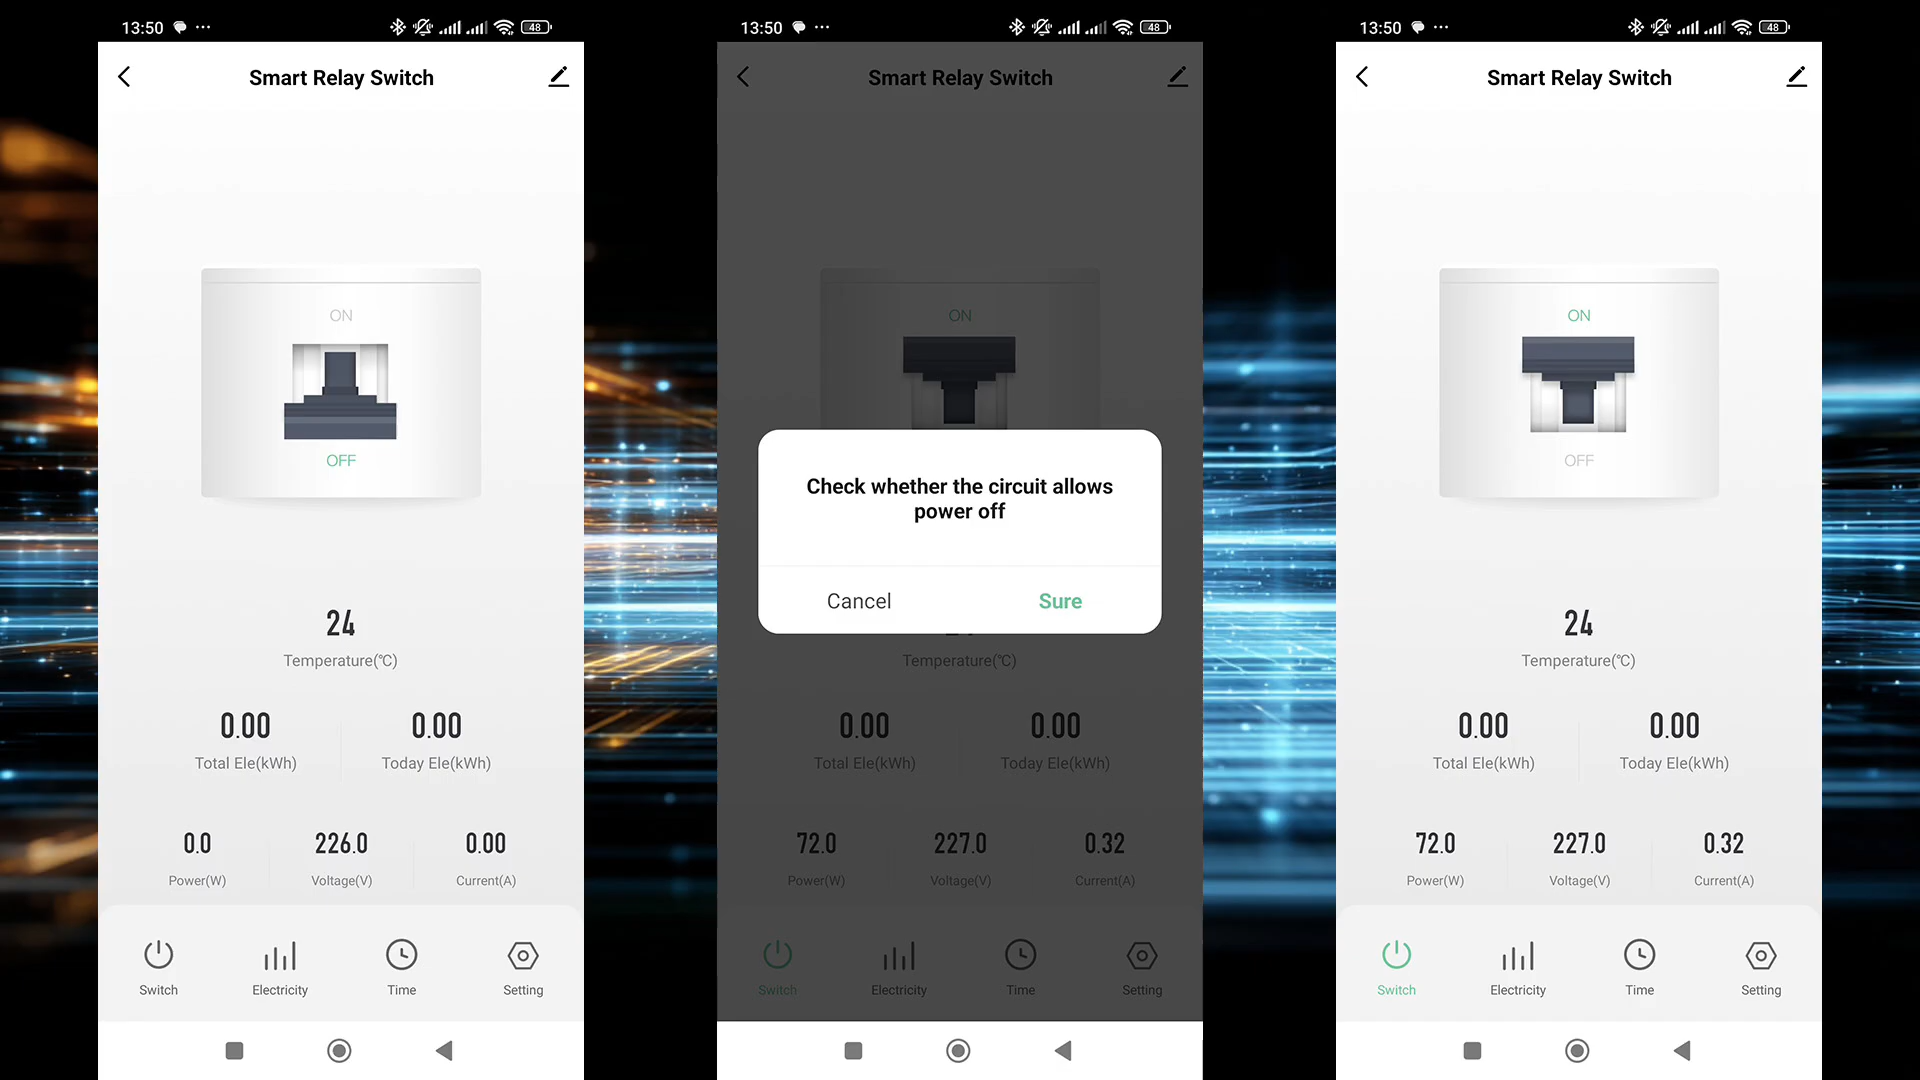 13:50 ... 48
Smart Relay Switch
ON
OFF
24
Temperature(℃)
0.00 0.00
Total Ele(kWh) Today Ele(kWh)
0.0 226.0 0.00
Power(W) Voltage(V) Current(A)
Switch Electricity Time Setting
13:50 ... 48
Smart Relay Switch
ON
Check whether the circuit allows
power off
Cancel Sure
Temperature(℃)
0.00 0.00
Total Ele(kWh) Today Ele(kWh)
72.0 227.0 0.32
Power(W) Voltage(V) Current(A)
Switch Electricity Time Setting
13:50 ... 48
Smart Relay Switch
ON
OFF
24
Temperature(℃)
0.00 0.00
Total Ele(kWh) Today Ele(kWh)
72.0 227.0 0.32
Power(W) Voltage(V) Current(A)
Switch Electricity Time Setting